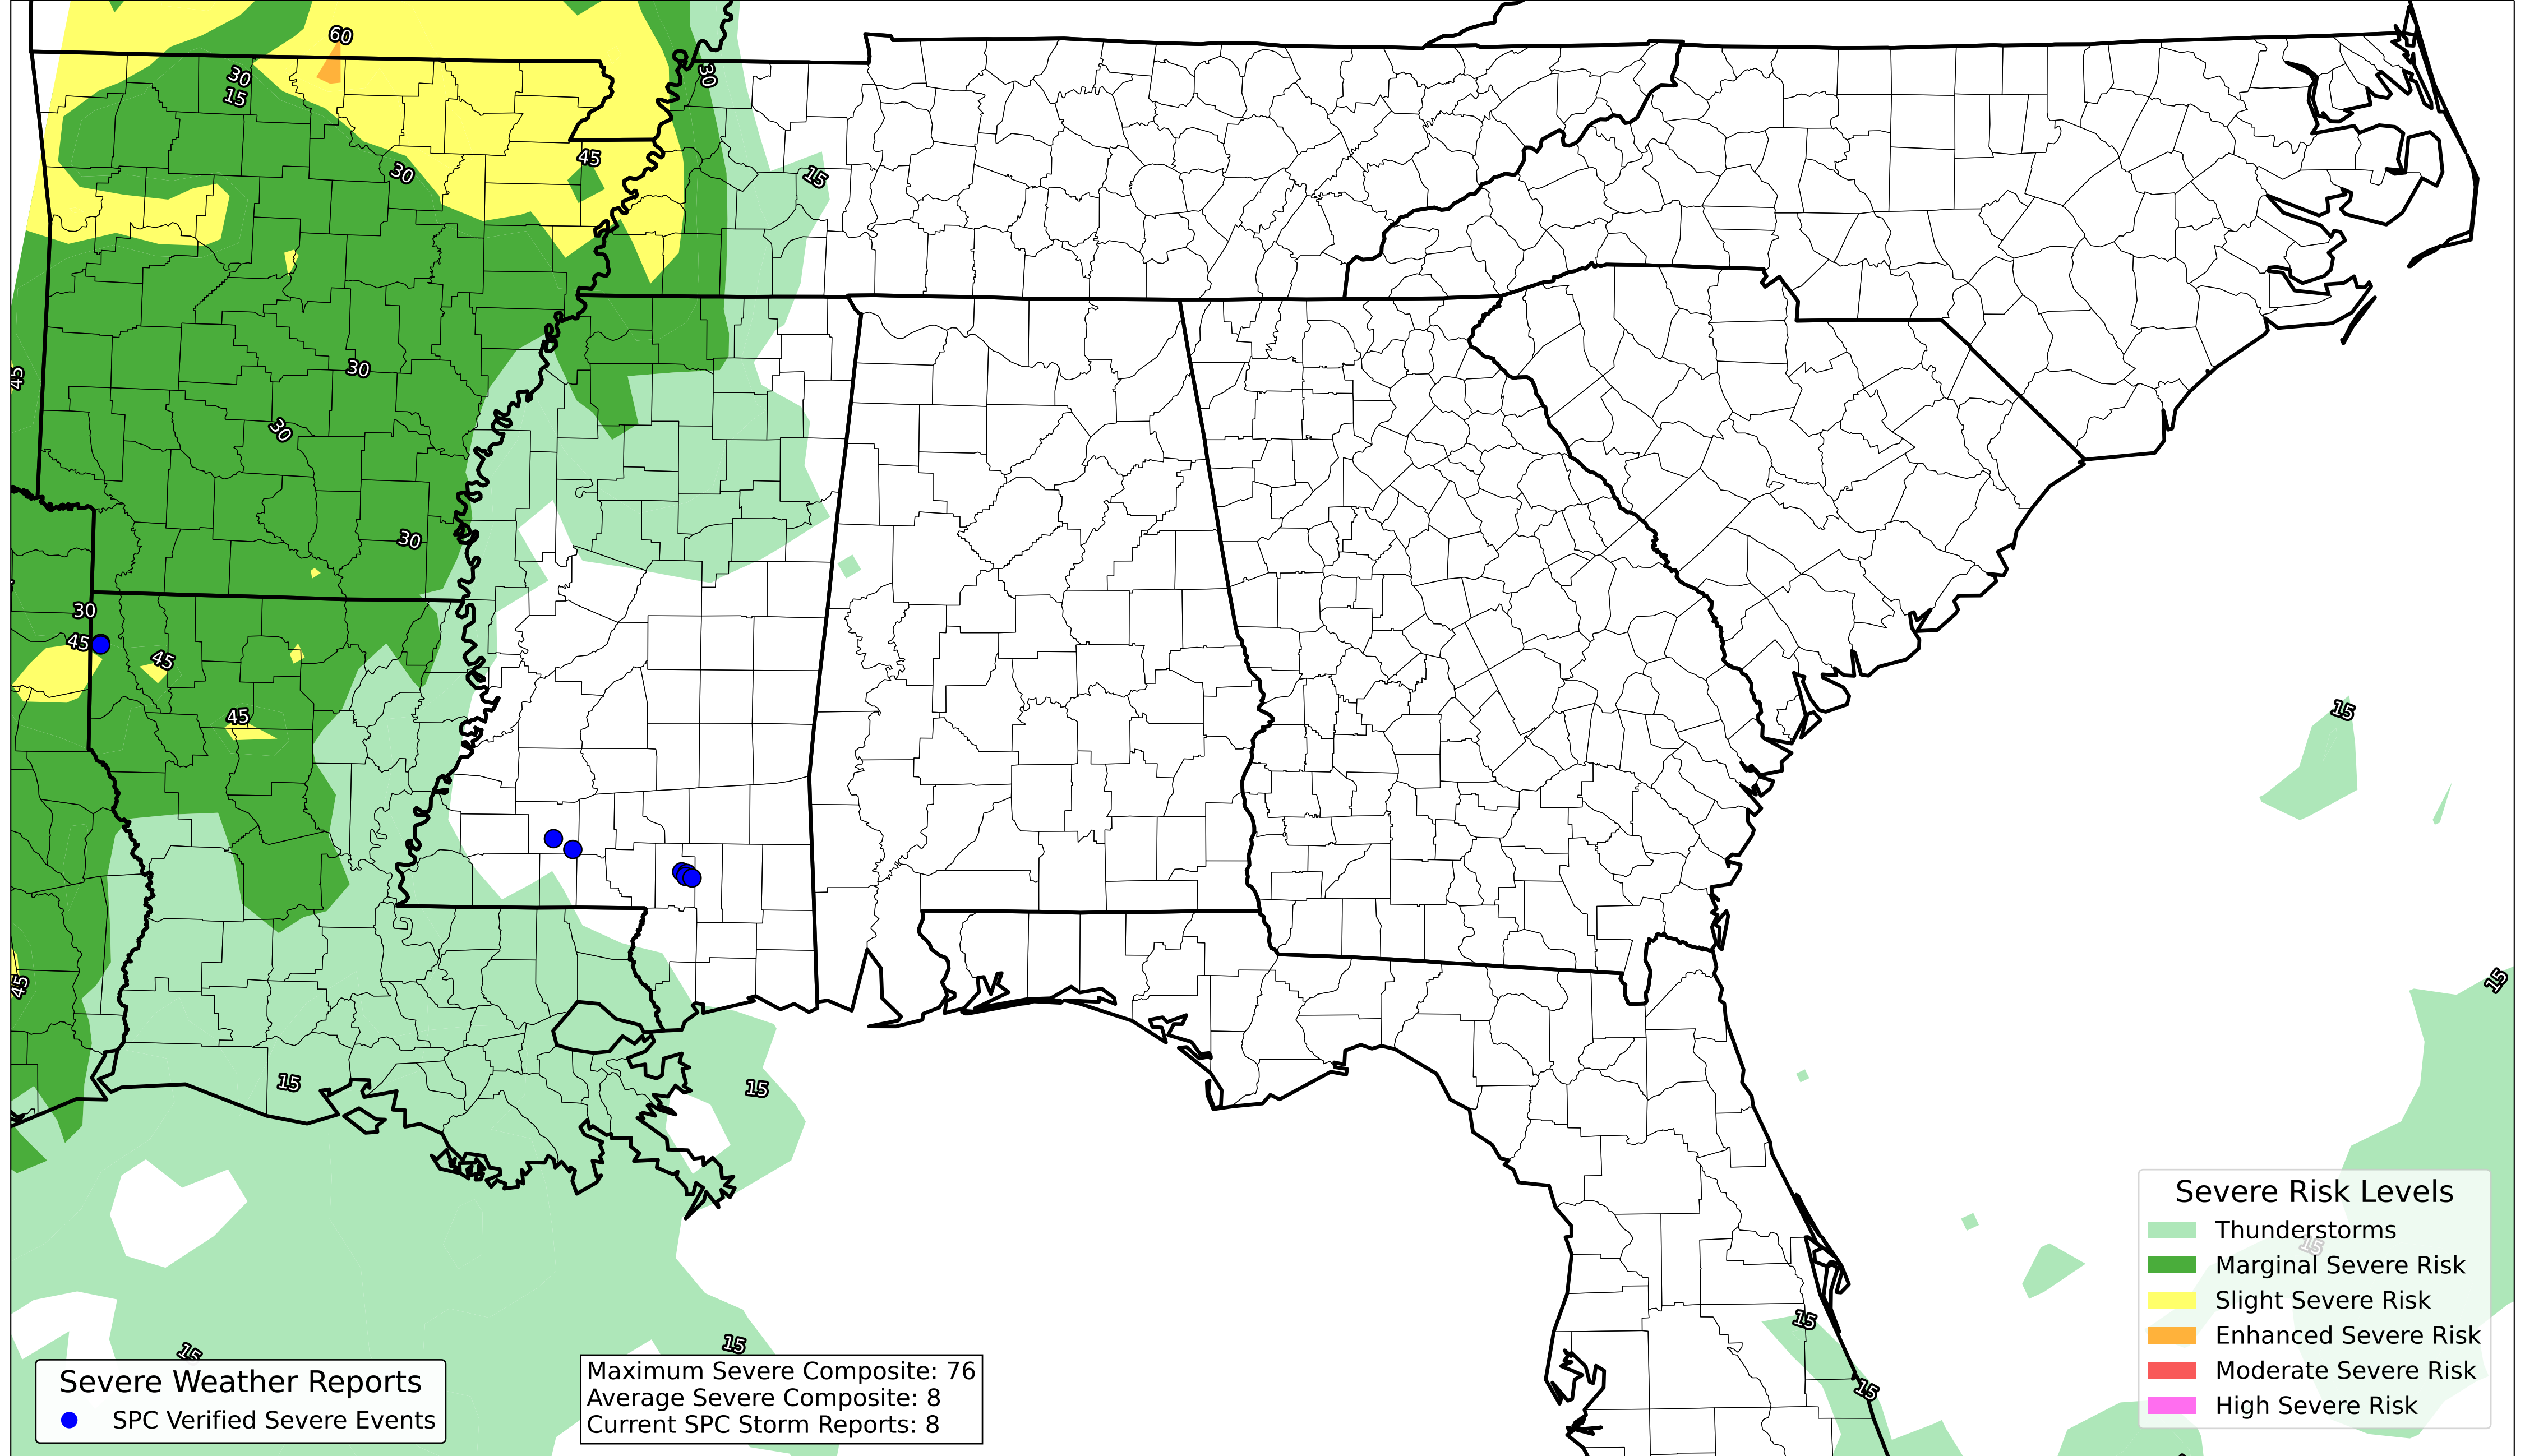 60
30
15
30
45
30
15
45
30
30
30
30
45
45
45
15
45
15
15
15
15
15
15
15
15
Severe Risk Levels
Thunderstorms
Marginal Severe Risk
Slight Severe Risk
Enhanced Severe Risk
Moderate Severe Risk
High Severe Risk
Severe Weather Reports
SPC Verified Severe Events
Maximum Severe Composite: 76
Average Severe Composite: 8
Current SPC Storm Reports: 8